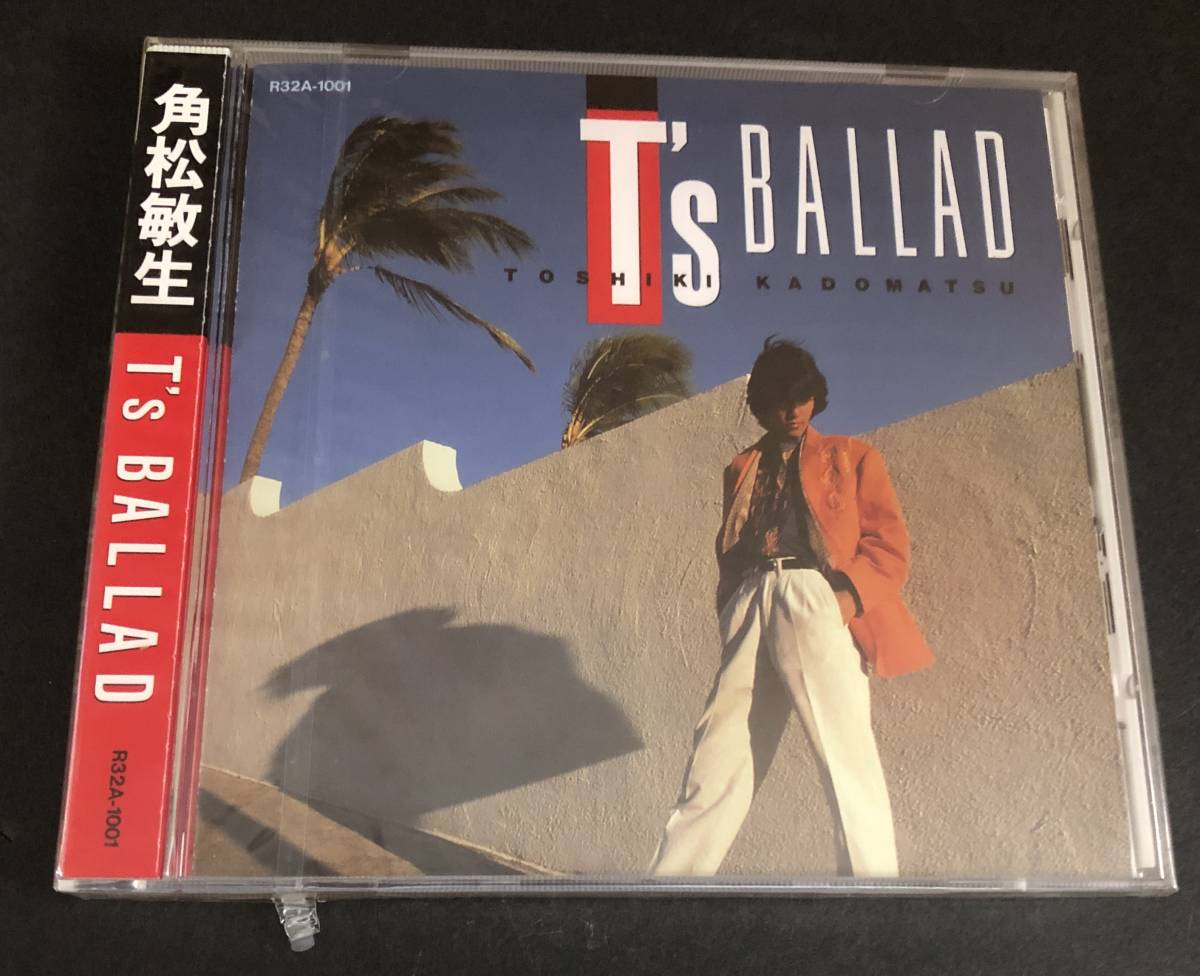 角松敏生
T's BALLAD
R32A-1001
R32A-1001
T's BALLAD
TOSHIKI KADOMATSU